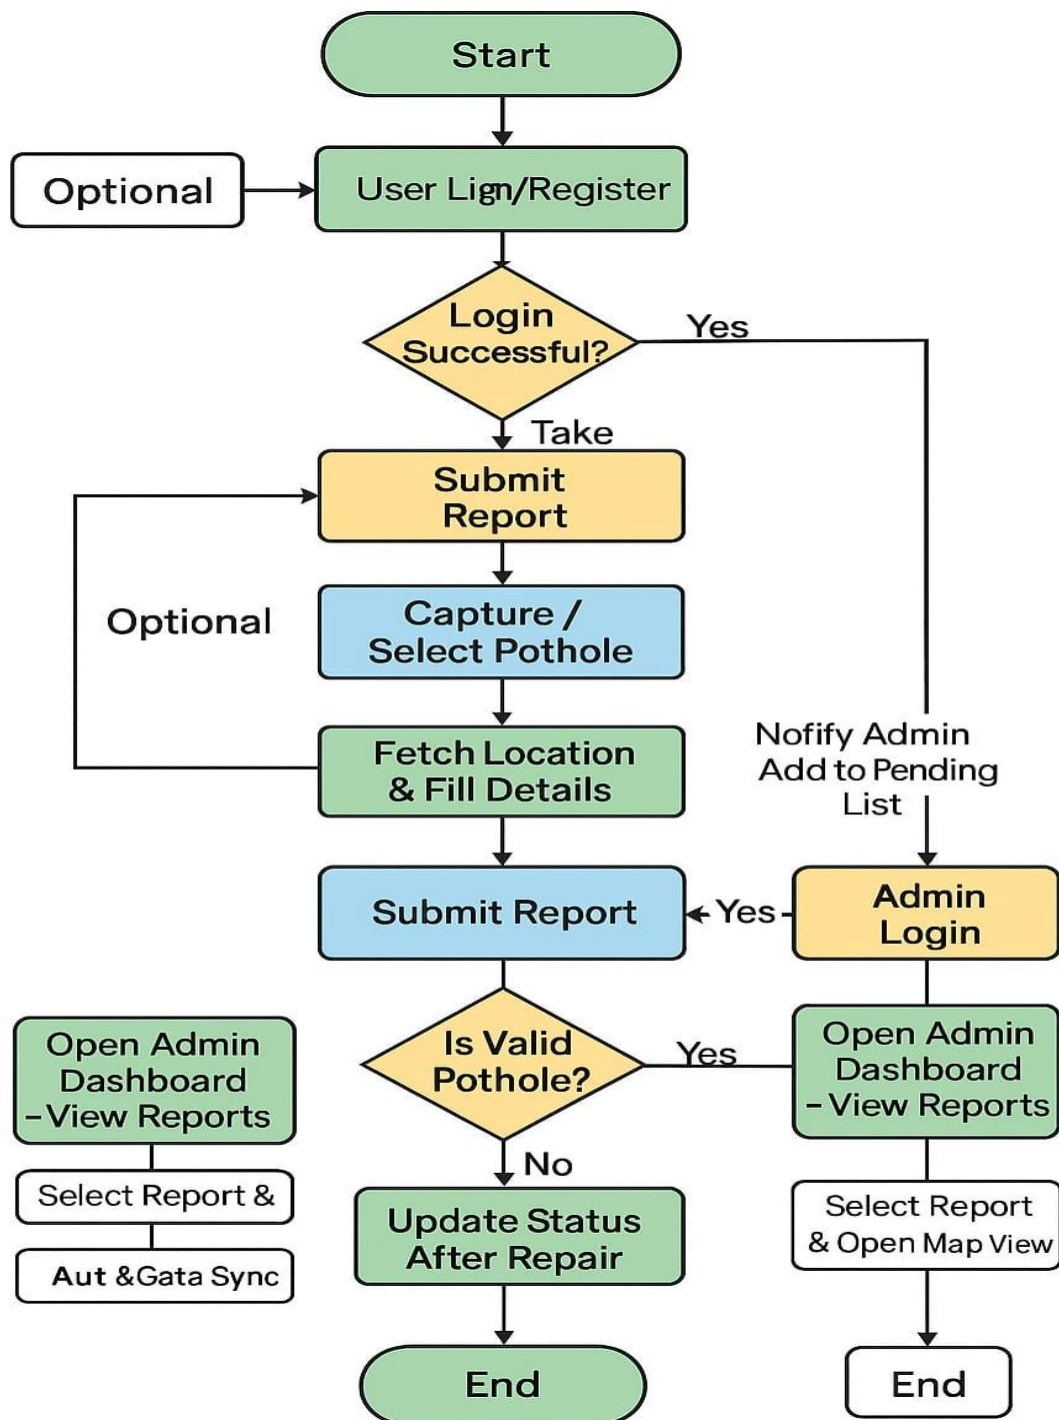 Start
Optional
User Lign/Register
Login
Successful?
Yes
Take
Submit
Report
Optional
Capture /
Select Pothole
Fetch Location
& Fill Details
Nofify Admin
Add to Pending
List
Submit Report
Yes
Admin
Login
Is Valid
Pothole?
Yes
Open Admin
Dashboard
– View Reports
Open Admin
Dashboard
– View Reports
No
Select Report &
Aut & Gata Sync
Update Status
After Repair
Select Report
& Open Map View
End
End